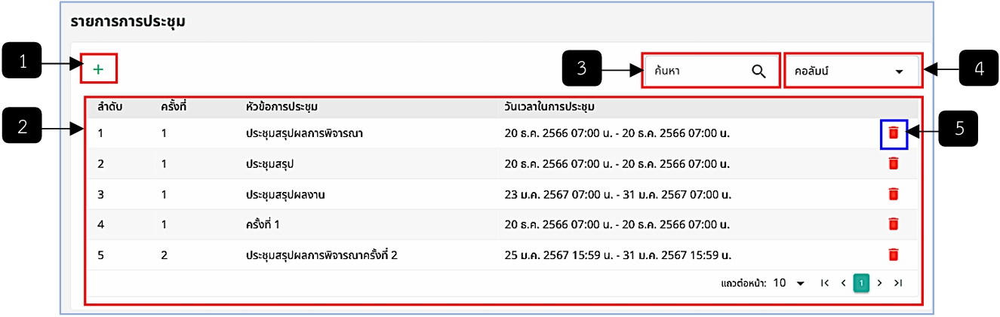 รายการการประชุม
1
+
3
ค้นหา
คอลัมน์
4
2
ลำดับ ครั้งที่ หัวข้อการประชุม วันเวลาในการประชุม
1 1 ประชุมสรุปผลการพิจารณา 20 ธ.ค. 2566 07:00 น. - 20 ธ.ค. 2566 07:00 น.
5
2 1 ประชุมสรุป 20 ธ.ค. 2566 07:00 น. - 20 ธ.ค. 2566 07:00 น.
3 1 ประชุมสรุปผลงาน 23 ม.ค. 2567 07:00 น. - 31 ม.ค. 2567 07:00 น.
4 1 ครั้งที่ 1 20 ธ.ค. 2566 07:00 น. - 20 ธ.ค. 2566 07:00 น.
5 2 ประชุมสรุปผลการพิจารณาครั้งที่ 2 25 ม.ค. 2567 15:59 น. - 31 ม.ค. 2567 15:59 น.
แถวต่อหน้า: 10 1